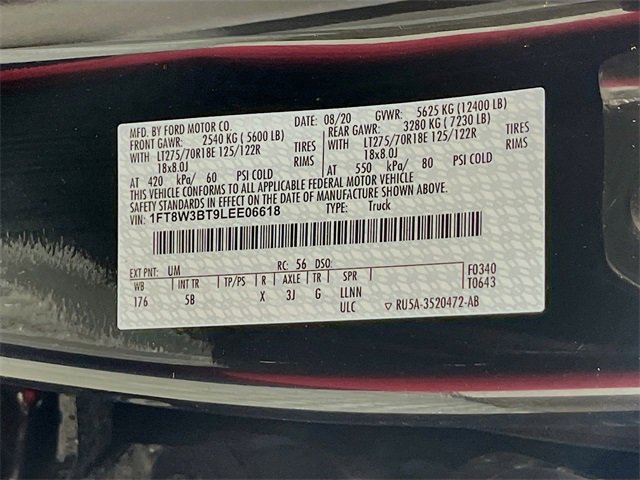 MFD. BY FORD MOTOR CO.
DATE: 08/20 GVWR: 5625 KG (12400 LB)
FRONT GAWR: 2540 KG (5600 LB)
REAR GAWR: 3280 KG (7230 LB)
WITH LT275/70R18E 125/122R TIRES
WITH LT275/70R18E 125/122R TIRES
18x8.0J RIMS
18x8.0J RIMS
AT 420 kPa/ 60 PSI COLD
AT 550 kPa/ 80 PSI COLD
THIS VEHICLE CONFORMS TO ALL APPLICABLE FEDERAL MOTOR VEHICLE
SAFETY STANDARDS IN EFFECT ON THE DATE OF MANUFACTURE SHOWN ABOVE.
VIN: 1FT8W3BT9LEE06618 TYPE: Truck
EXT PNT: UM RC: 56 DSO: F0340
WB INT TR TP/PS R AXLE TR SPR T0643
176 5B X 3J G LLNN
ULC ▽ RU5A-3520472-AB